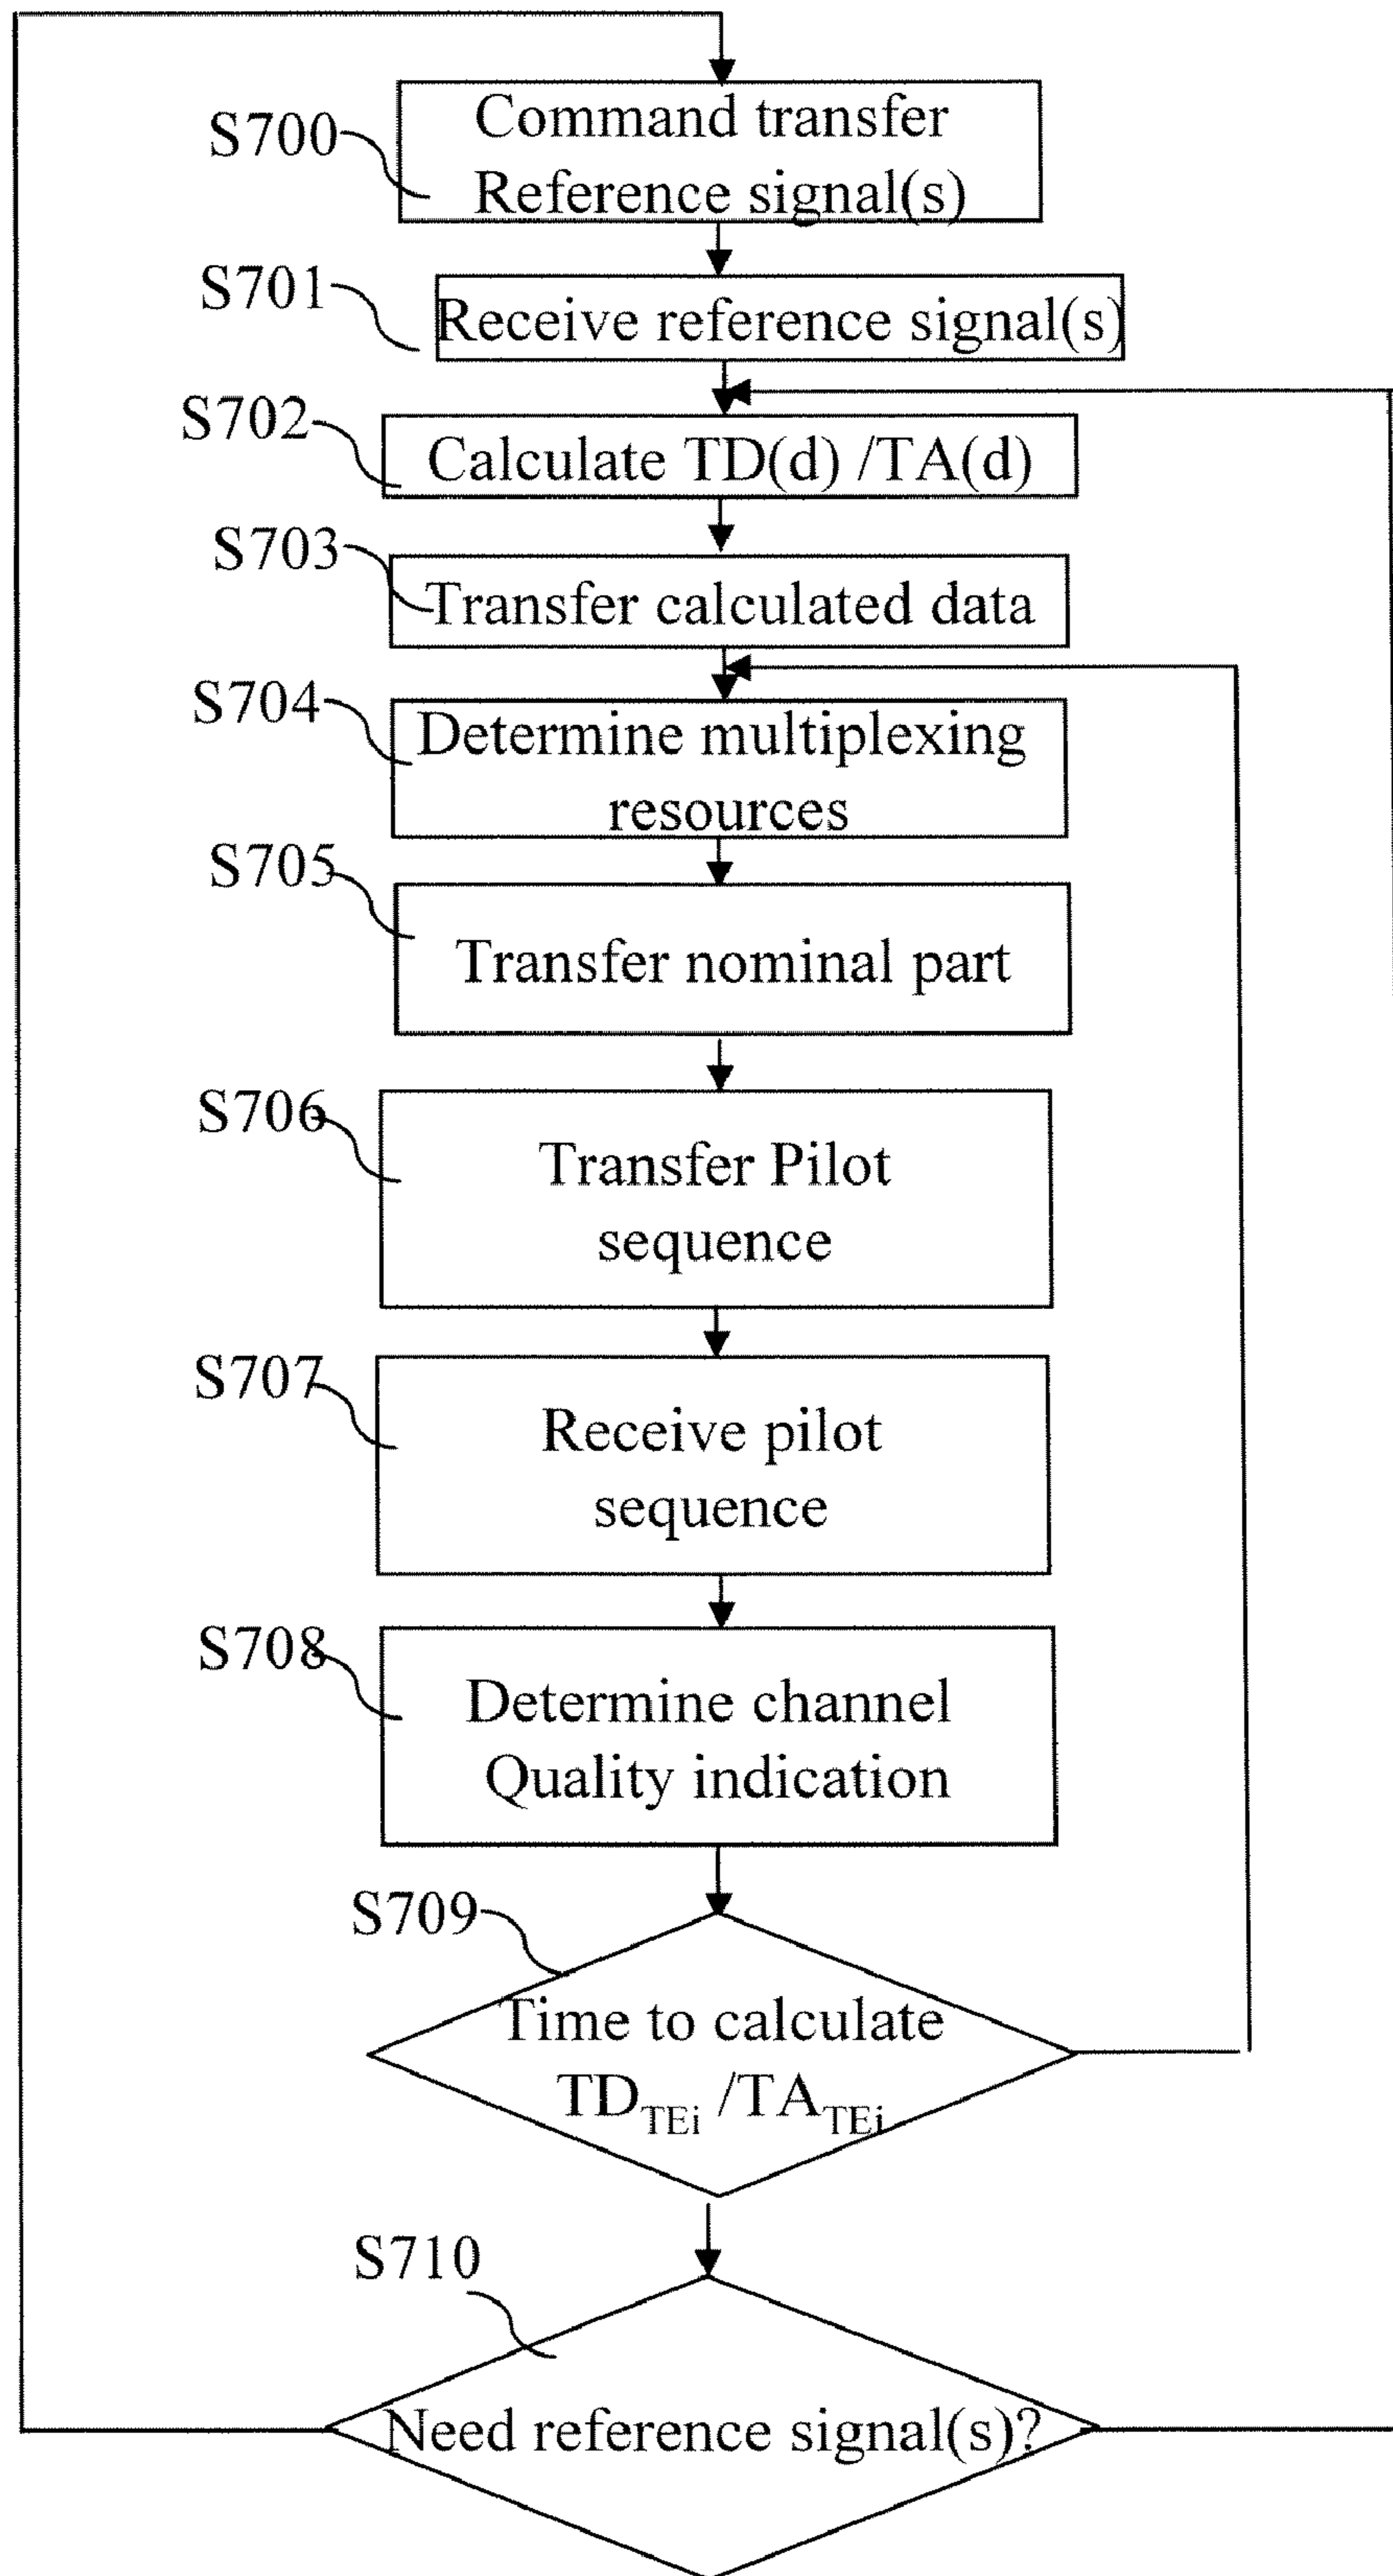 S700
Command transfer
Reference signal(s)
S701
Receive reference signal(s)
S702
Calculate TD(d) /TA(d)
S703
Transfer calculated data
S704
Determine multiplexing
resources
S705
Transfer nominal part
S706
Transfer Pilot
sequence
S707
Receive pilot
sequence
S708
Determine channel
Quality indication
S709
Time to calculate
TD_TEi /TA_TEi
S710
Need reference signal(s)?